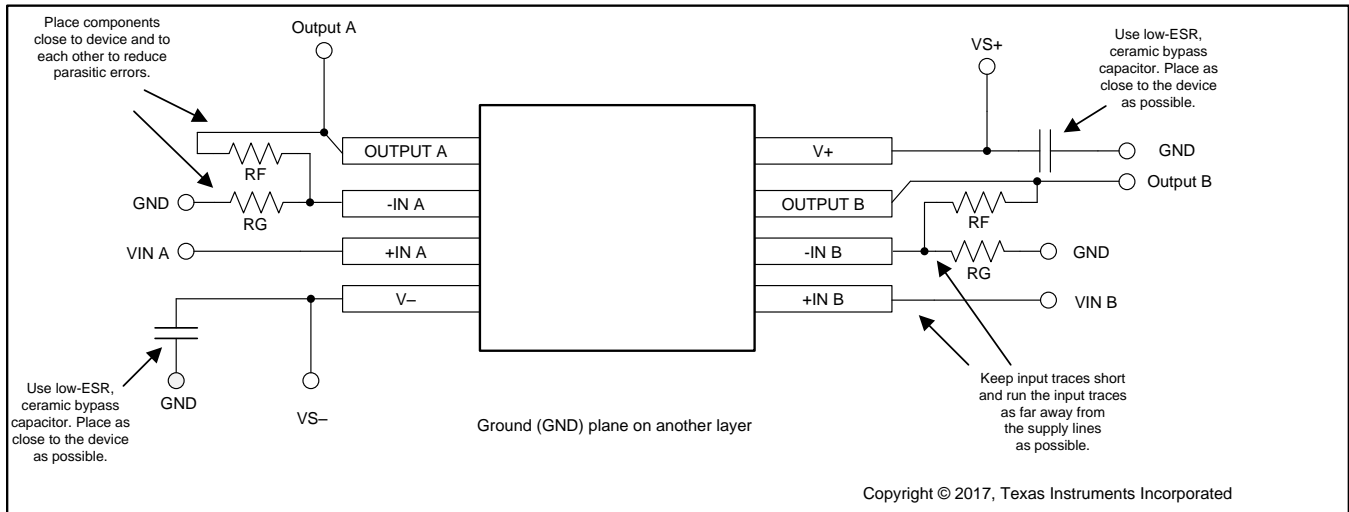 Place components
close to device and to
each other to reduce
parasitic errors.
Output A
VS+
Use low-ESR,
ceramic bypass
capacitor. Place as
close to the device
as possible.
OUTPUT A
V+
GND
RF
Output B
GND
-IN A
OUTPUT B
RG
RF
VIN A
+IN A
-IN B
GND
RG
V–
+IN B
VIN B
Use low-ESR,
ceramic bypass
capacitor. Place as
close to the device
as possible.
GND
VS–
Ground (GND) plane on another layer
Keep input traces short
and run the input traces
as far away from
the supply lines
as possible.
Copyright © 2017, Texas Instruments Incorporated